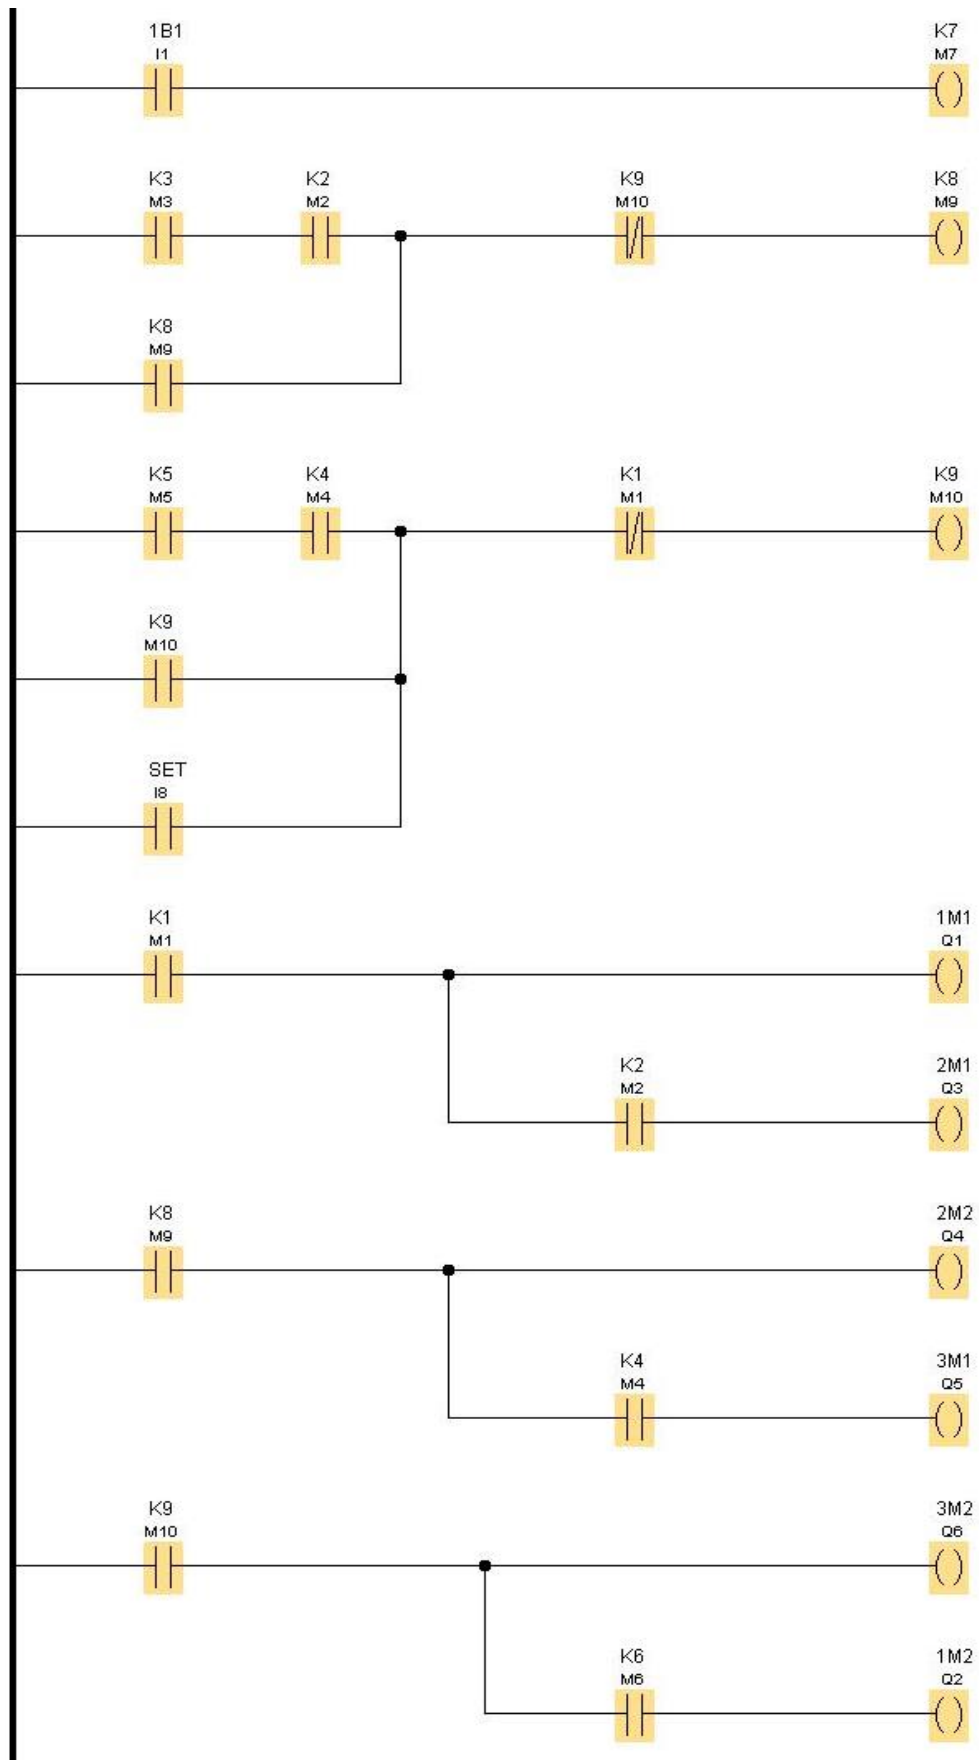 1B1 K7
I1 M7
K3 K2 K9 K8
M3 M2 M10 M9
K8
M9
K5 K4 K1 K9
M5 M4 M1 M10
K9
M10
SET
I8
K1 1M1
M1 Q1
K2 2M1
M2 Q3
K8 2M2
M9 Q4
K4 3M1
M4 Q5
K9 3M2
M10 Q6
K6 1M2
M6 Q2